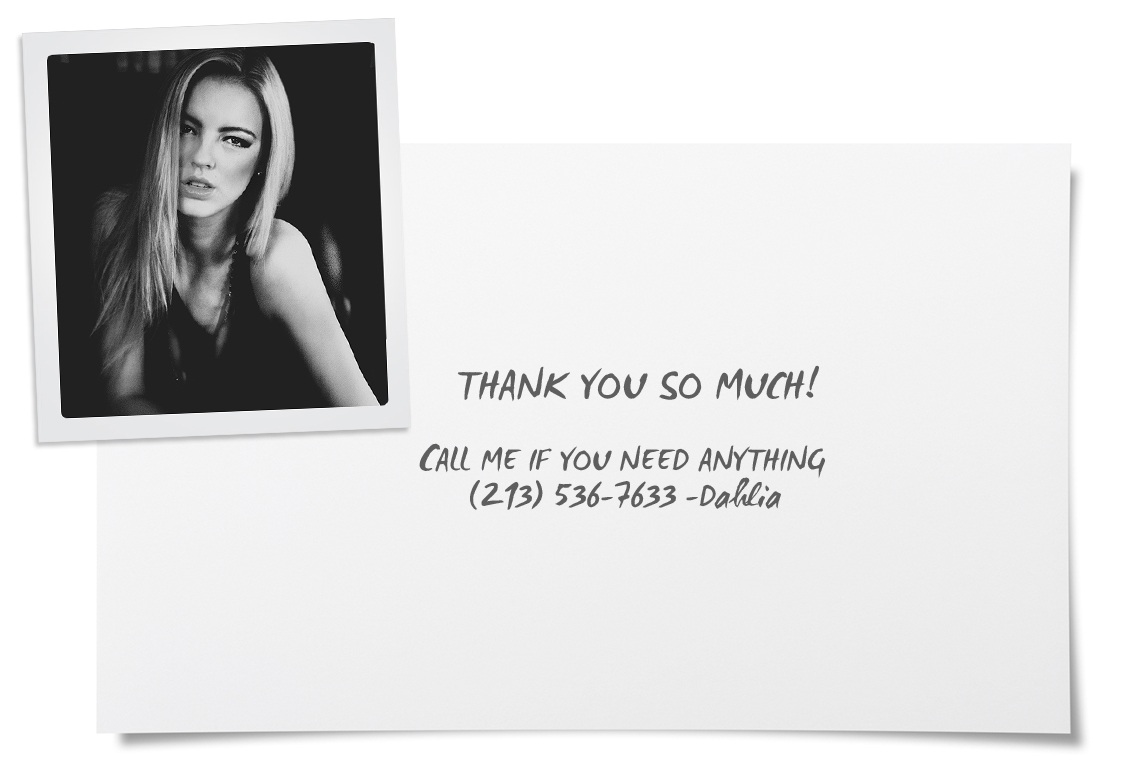 THANK YOU SO MUCH!
CALL ME IF YOU NEED ANYTHING
(213) 536-7633 -Dahlia